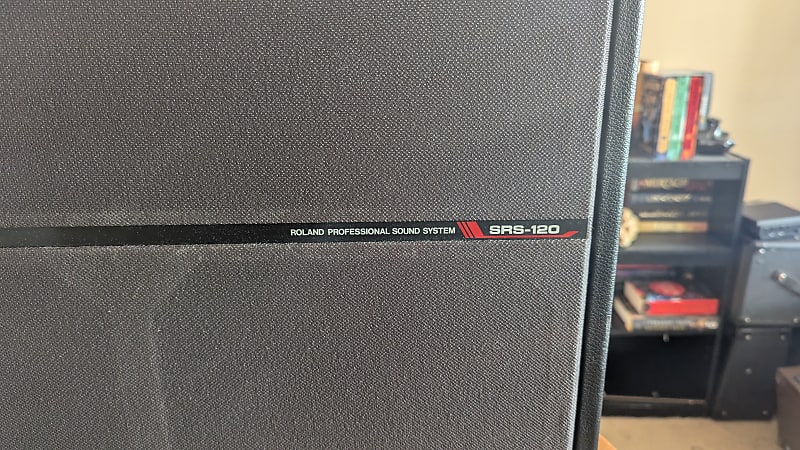 ROLAND PROFESSIONAL SOUND SYSTEM SRS-120